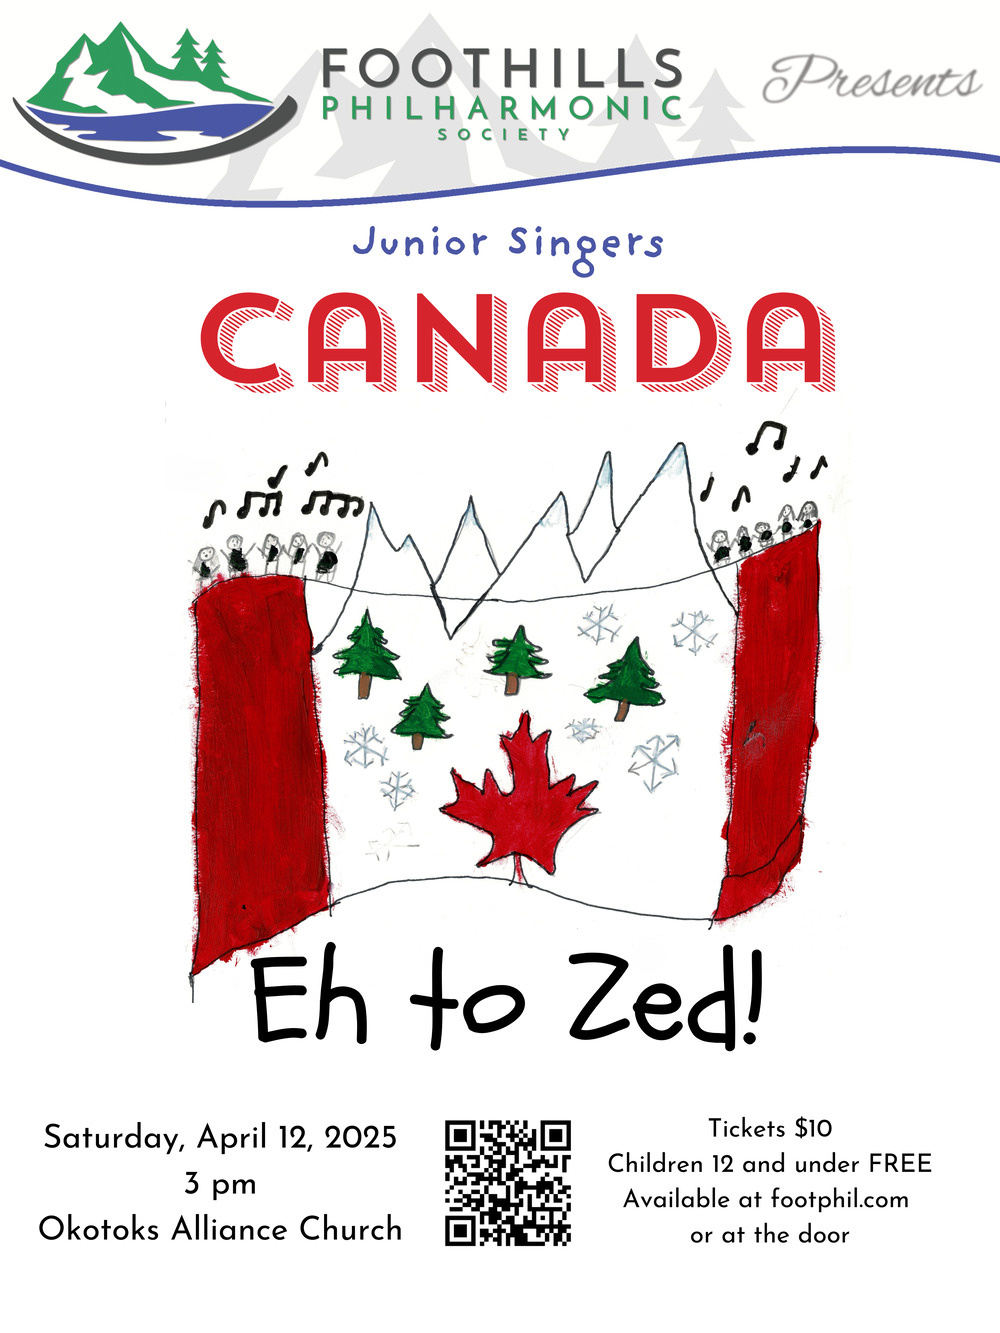 FOOTHILLS
PHILHARMONIC
SOCIETY
Presents
Junior Singers
CANADA
Eh to Zed!
Saturday, April 12, 2025
3 pm
Okotoks Alliance Church
Tickets $10
Children 12 and under FREE
Available at footphil.com
or at the door